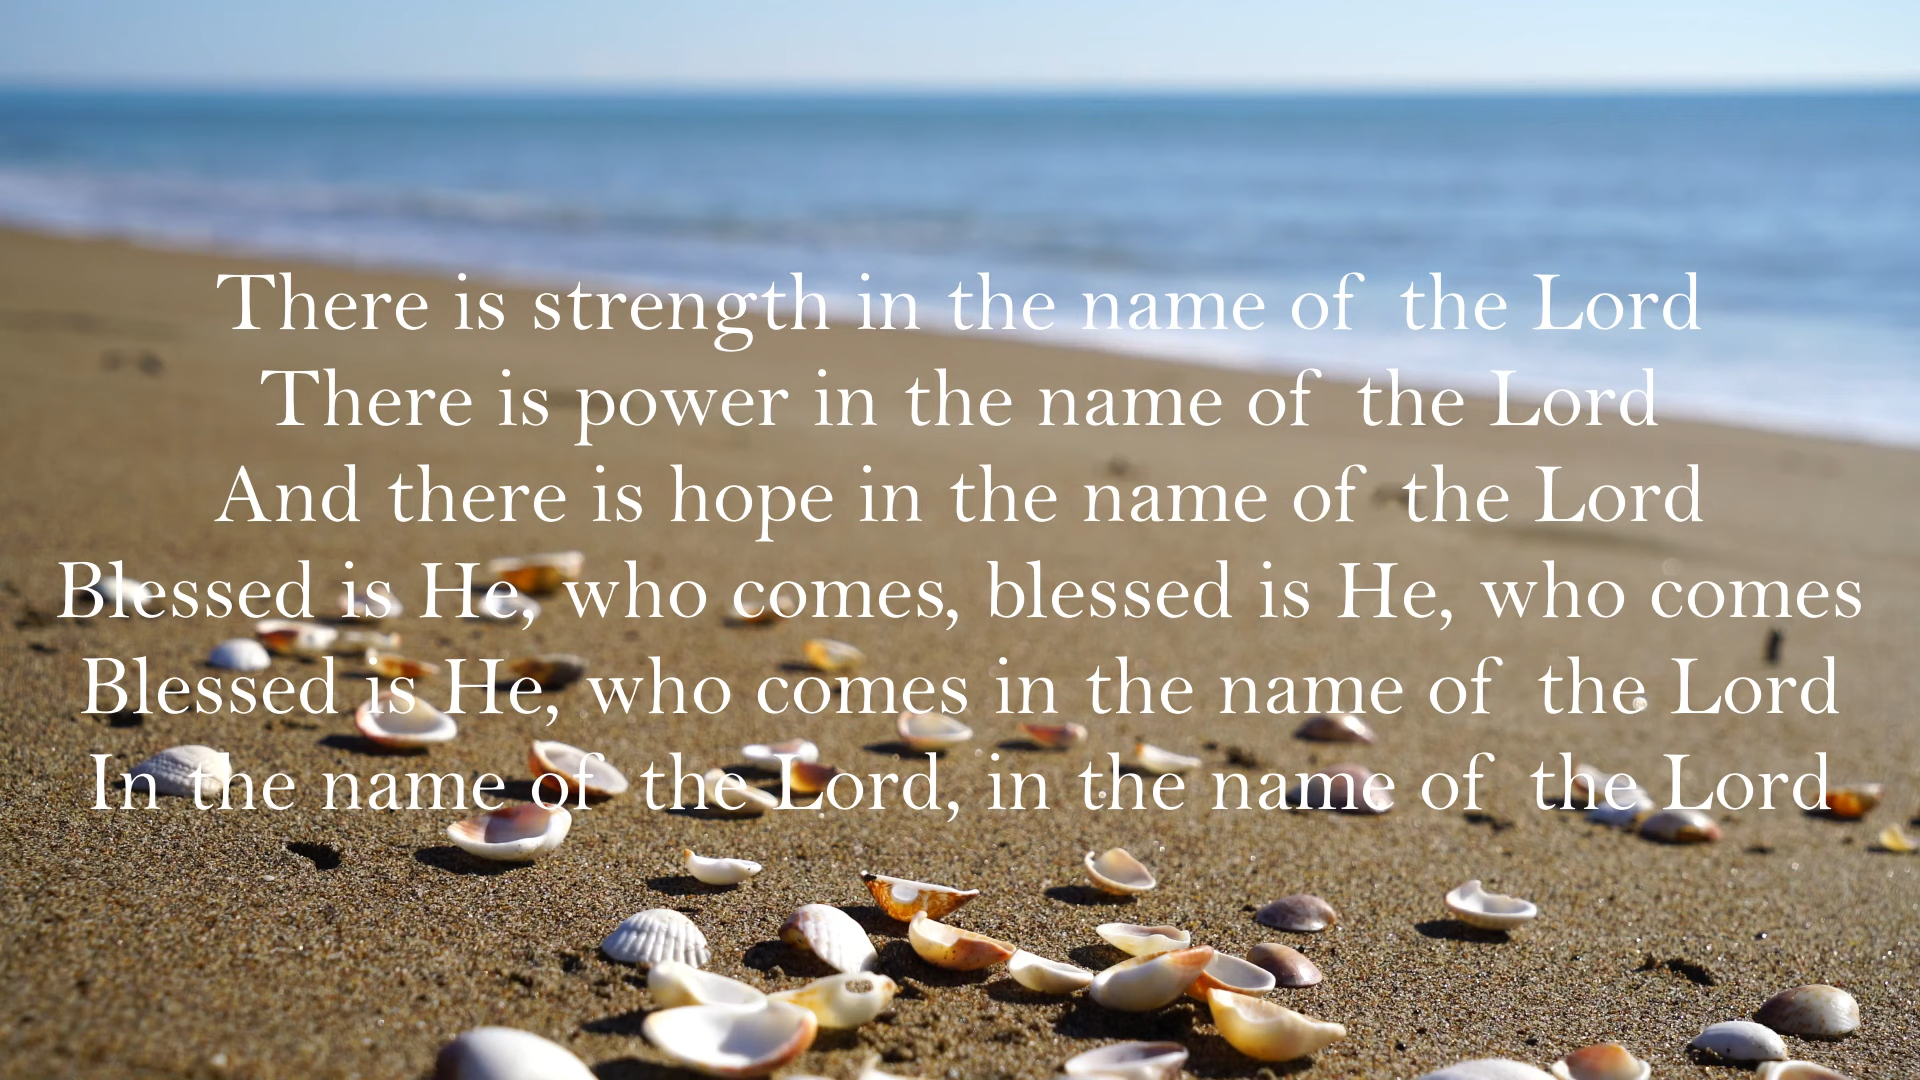 There is strength in the name of the Lord
There is power in the name of the Lord
And there is hope in the name of the Lord
Blessed is He, who comes, blessed is He, who comes
Blessed is He, who comes in the name of the Lord
In the name of the Lord, in the name of the Lord